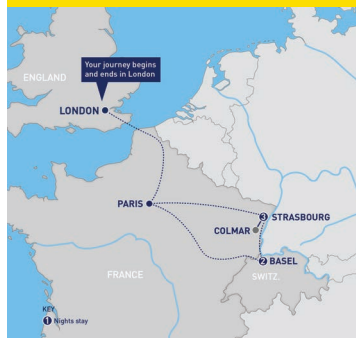 Your journey begins
and ends in London
ENGLAND
LONDON
PARIS
3 STRASBOURG
COLMAR
2 BASEL
FRANCE
SWITZ.
KEY
1 Nights stay